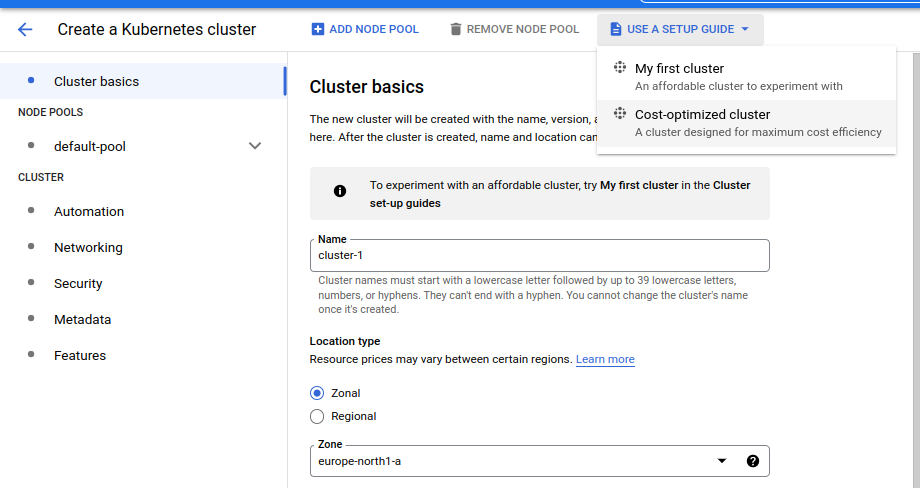 Create a Kubernetes cluster
ADD NODE POOL
REMOVE NODE POOL
USE A SETUP GUIDE
My first cluster
An affordable cluster to experiment with
Cost-optimized cluster
A cluster designed for maximum cost efficiency
Cluster basics
NODE POOLS
default-pool
CLUSTER
Automation
Networking
Security
Metadata
Features
Cluster basics
The new cluster will be created with the name, version,
here. After the cluster is created, name and location can
To experiment with an affordable cluster, try My first cluster in the Cluster
set-up guides
Name
cluster-1
Cluster names must start with a lowercase letter followed by up to 39 lowercase letters,
numbers, or hyphens. They can't end with a hyphen. You cannot change the cluster's name
once it's created.
Location type
Resource prices may vary between certain regions. Learn more
Zonal
Regional
Zone
europe-north1-a